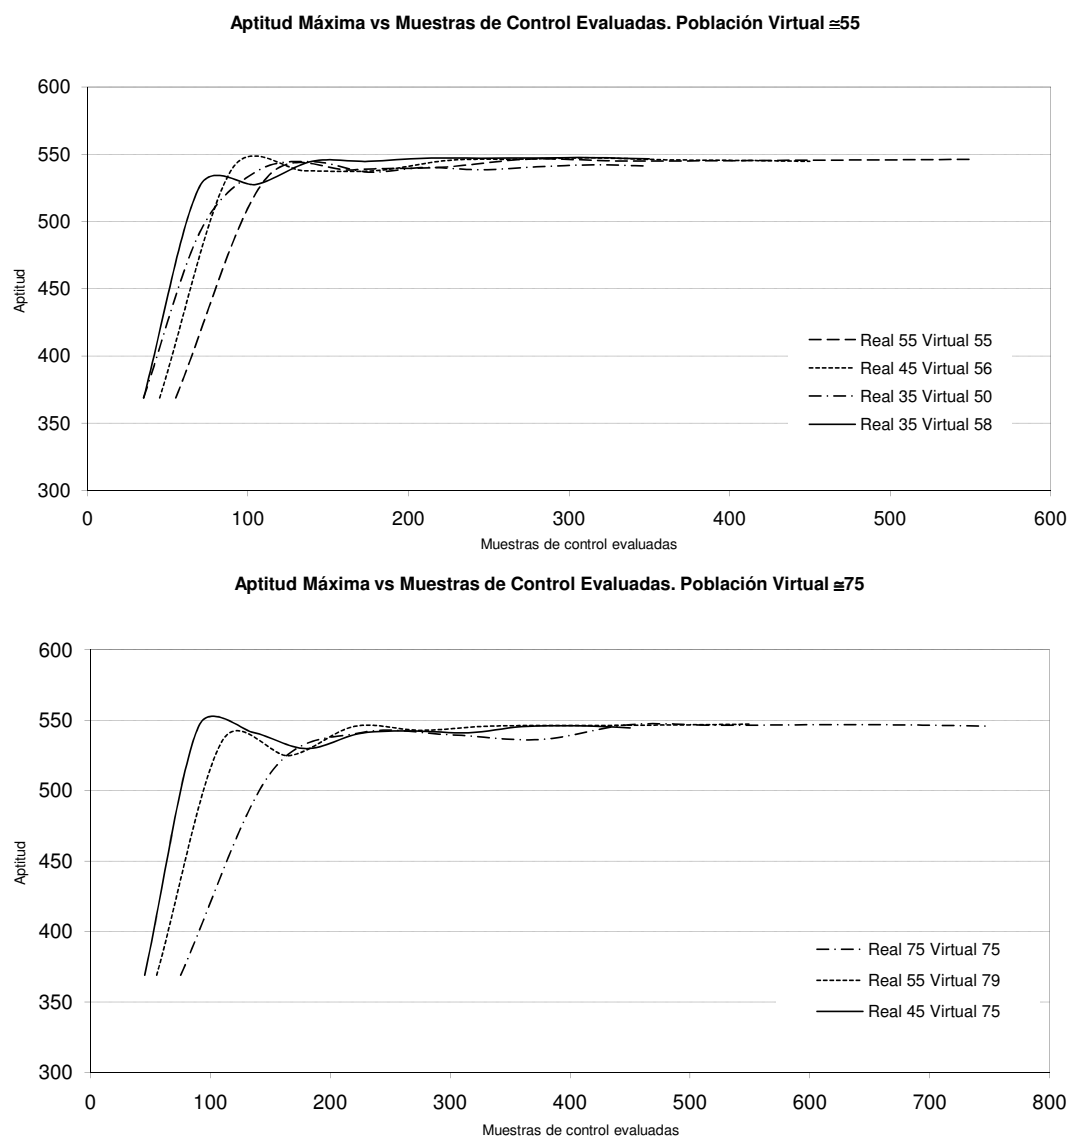 Aptitud Máxima vs Muestras de Control Evaluadas. Población Virtual ≅55
600
550
500
450
400
350
300
Aptitud
Real 55 Virtual 55
Real 45 Virtual 56
Real 35 Virtual 50
Real 35 Virtual 58
0 100 200 300 400 500 600
Muestras de control evaluadas
Aptitud Máxima vs Muestras de Control Evaluadas. Población Virtual ≅75
600
550
500
450
400
350
300
Aptitud
Real 75 Virtual 75
Real 55 Virtual 79
Real 45 Virtual 75
0 100 200 300 400 500 600 700 800
Muestras de control evaluadas